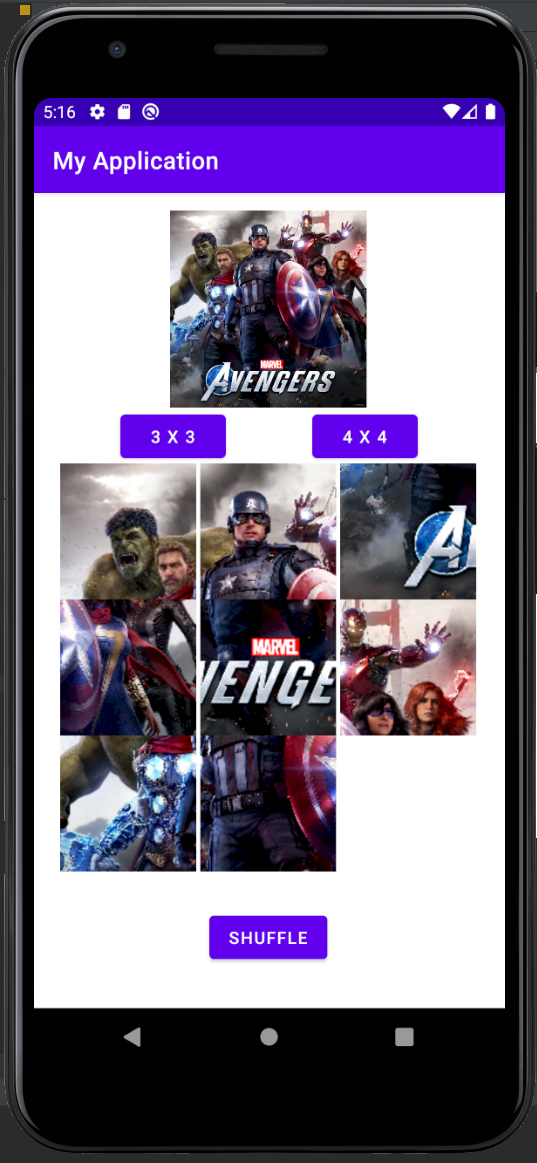 5:16
My Application
MARVEL
AVENGERS
3 X 3
4 X 4
A
A
MARVEL
VENGE
SHUFFLE